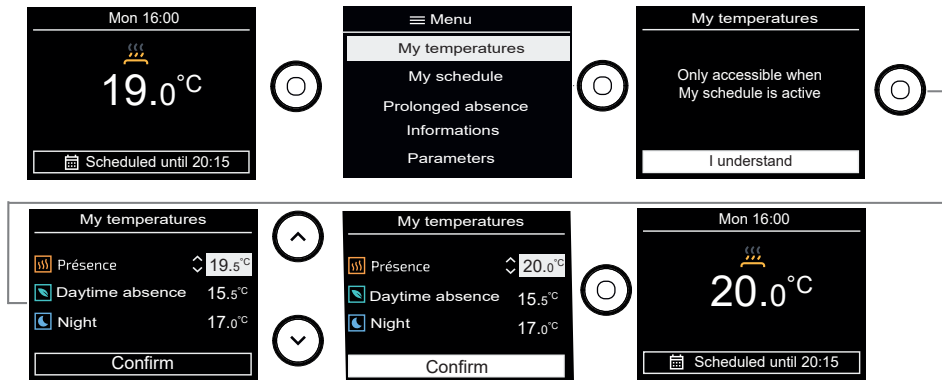 Mon 16:00
19.0°C
Scheduled until 20:15
Menu
My temperatures
My schedule
Prolonged absence
Informations
Parameters
My temperatures
Only accessible when
My schedule is active
I understand
My temperatures
Présence 19.5°C
Daytime absence 15.5°C
Night 17.0°C
Confirm
My temperatures
Présence 20.0°C
Daytime absence 15.5°C
Night 17.0°C
Confirm
Mon 16:00
20.0°C
Scheduled until 20:15